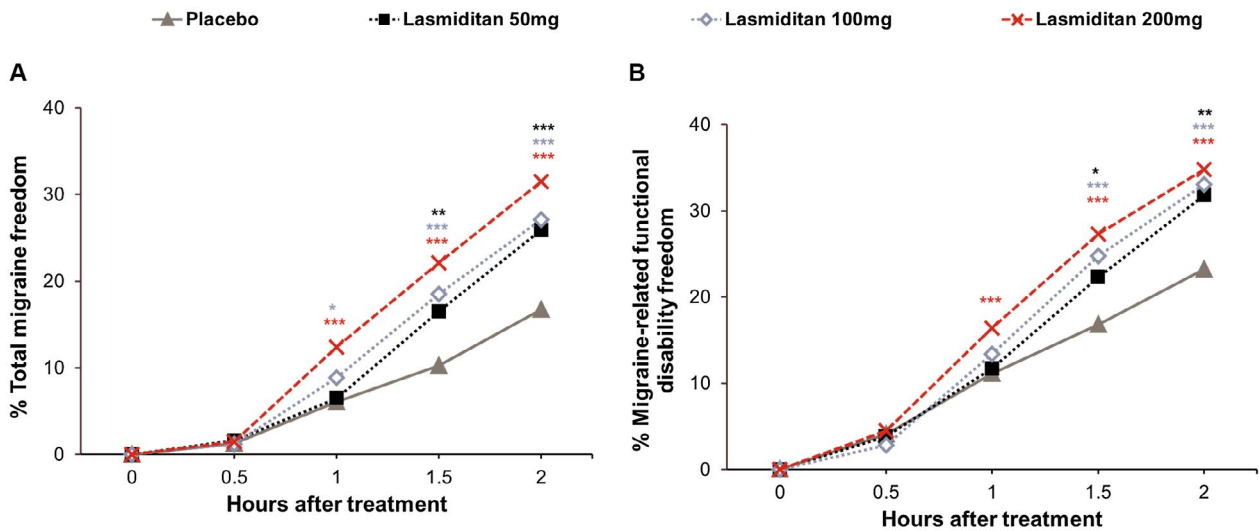 Placebo Lasmiditan 50mg Lasmiditan 100mg Lasmiditan 200mg
A
% Total migraine freedom
40
30
20
10
0
*
***
**
***
***
***
***
***
0 0.5 1 1.5 2
Hours after treatment
B
% Migraine-related functional
disability freedom
40
30
20
10
0
***
*
***
***
**
***
***
0 0.5 1 1.5 2
Hours after treatment